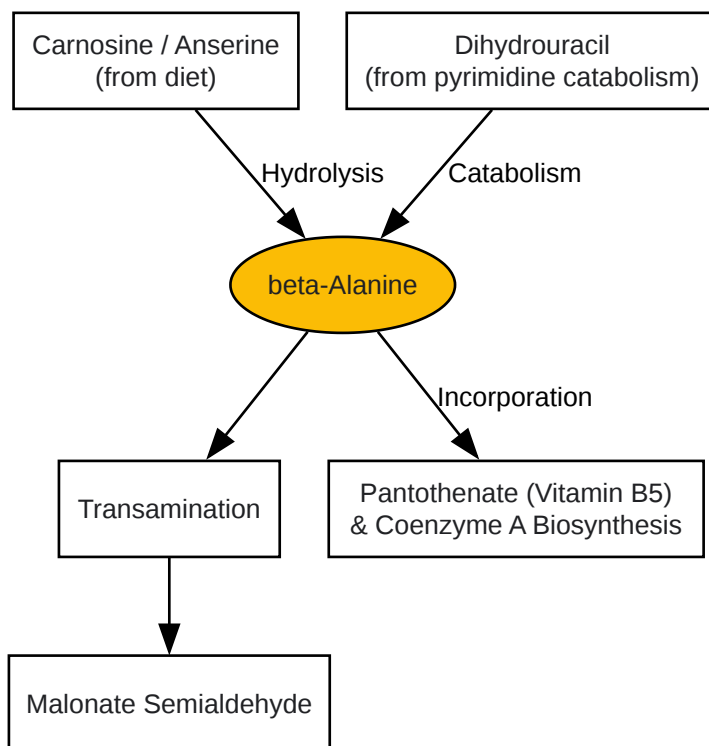 Carnosine / Anserine
(from diet)
Dihydrouracil
(from pyrimidine catabolism)
Hydrolysis
Catabolism
beta-Alanine
Incorporation
Transamination
Pantothenate (Vitamin B5)
& Coenzyme A Biosynthesis
Malonate Semialdehyde